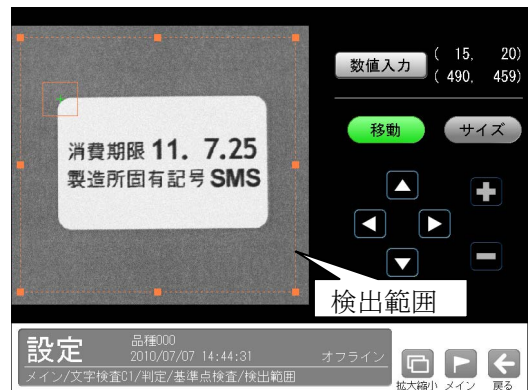 数値入力
( 15, 20)
( 490, 459)
移動
サイズ
消費期限 11. 7.25
製造所固有記号 SMS
検出範囲
設定
品種000
2010/07/07 14:44:31
オフライン
メイン/文字検査01/判定/基準点検査/検出範囲
拡大縮小
メイン
戻る